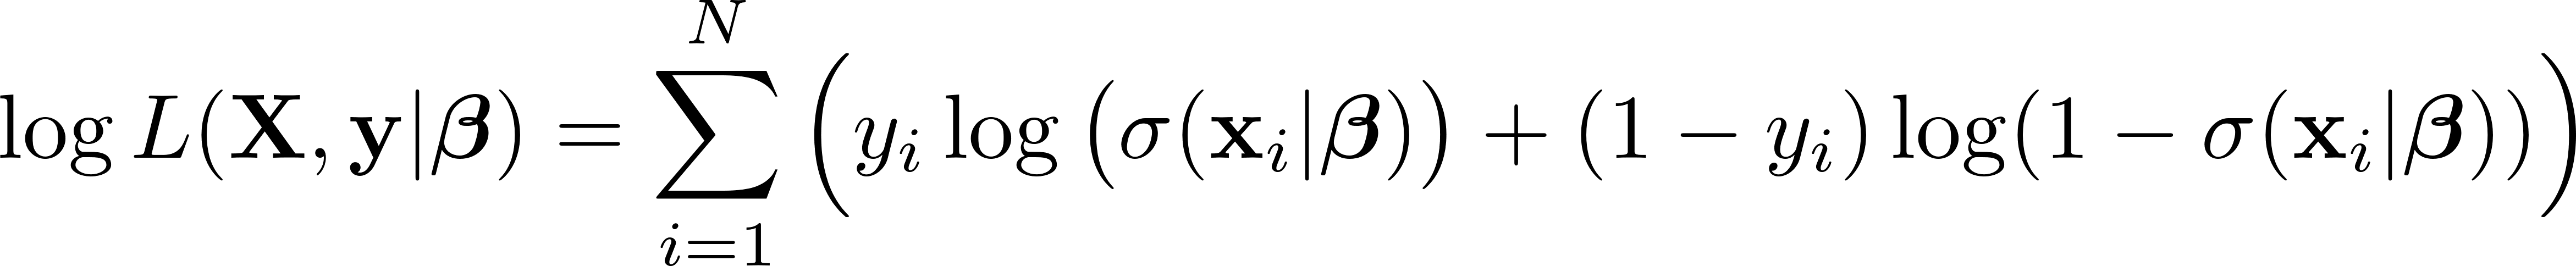 log L(𝐗, 𝐲|𝜷) = ∑_{i=1}^{N} (y_i log (σ(𝐱_i|𝜷)) + (1 − y_i) log(1 − σ(𝐱_i|𝜷)))